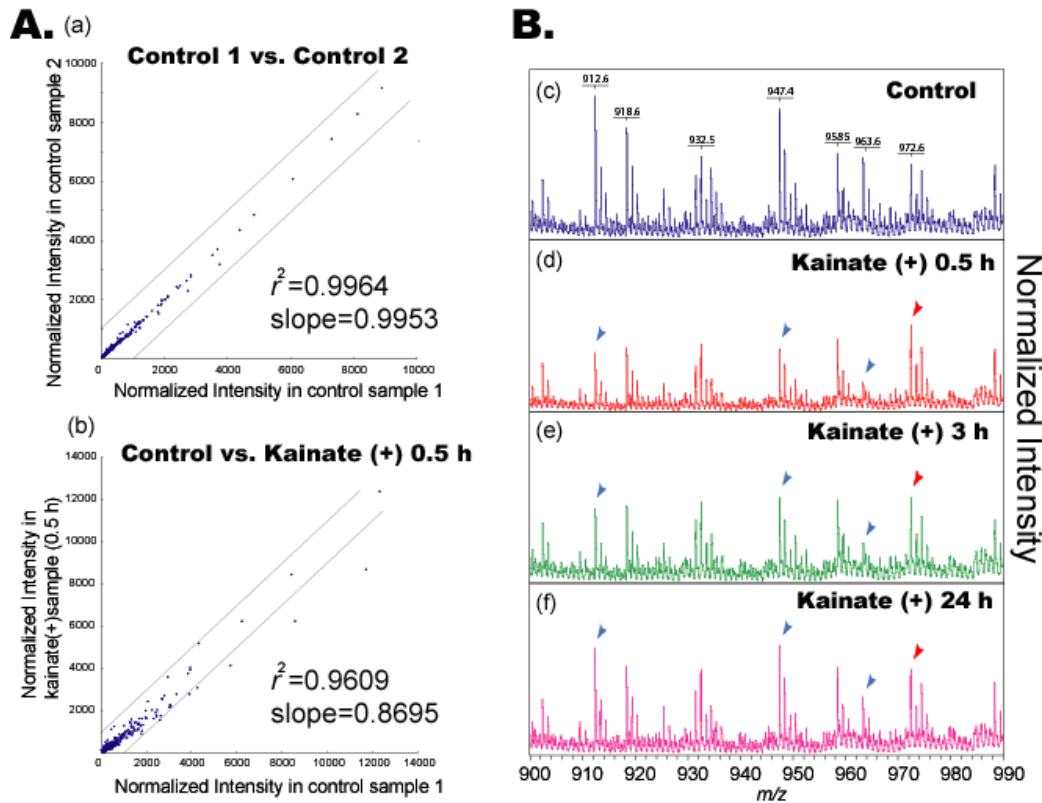 A.
(a)
Control 1 vs. Control 2
Normalized Intensity in control sample 2
10000
8000
6000
4000
2000
0
r²=0.9964
slope=0.9953
0 2000 4000 6000 8000 10000
Normalized Intensity in control sample 1
(b)
Control vs. Kainate (+) 0.5 h
Normalized Intensity in
kainate(+)sample (0.5 h)
14000
12000
10000
8000
6000
4000
2000
0
r²=0.9609
slope=0.8695
0 2000 4000 6000 8000 10000 12000 14000
Normalized Intensity in control sample 1
B.
(c)
Control
912.6
918.6
932.5
947.4
9585
963.6
972.6
(d)
Kainate (+) 0.5 h
(e)
Kainate (+) 3 h
(f)
Kainate (+) 24 h
900 910 920 930 940 950 960 970 980 990
m/z
Normalized Intensity